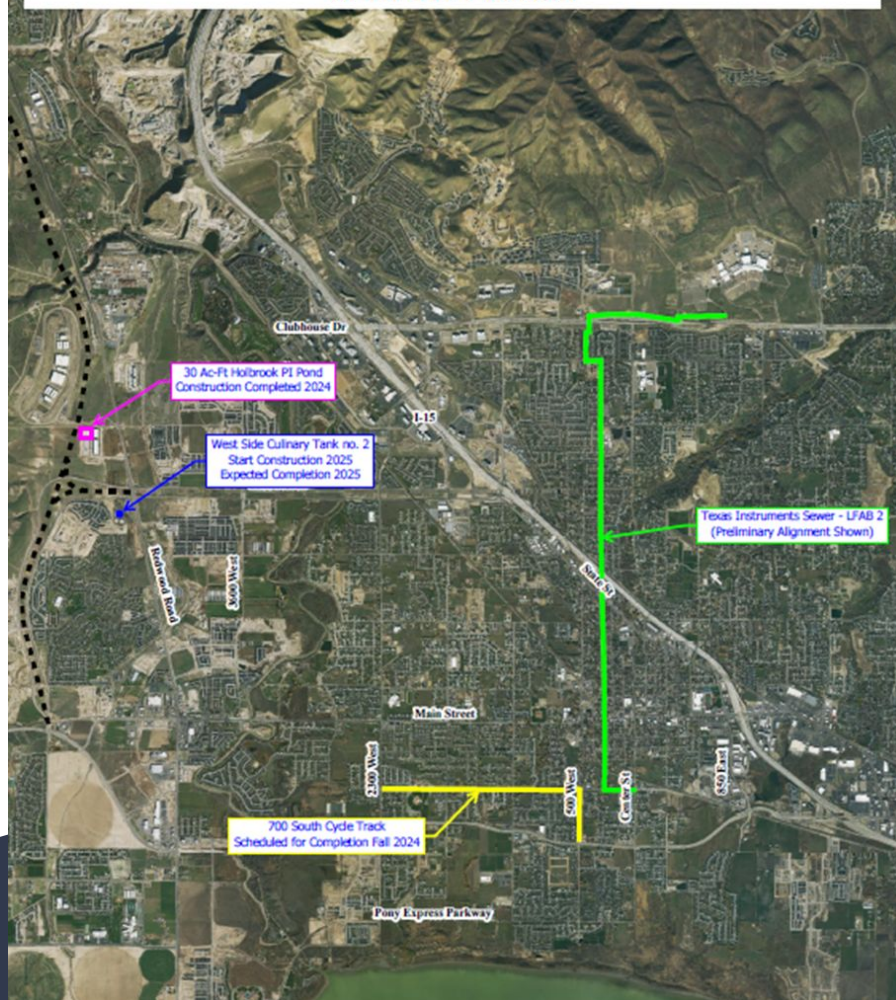 Clubhouse Dr
30 Ac-Ft Holbrook PI Pond
Construction Completed 2024
I-15
West Side Culinary Tank no. 2
Start Construction 2025
Expected Completion 2025
Texas Instruments Sewer - LFAB 2
(Preliminary Alignment Shown)
Redwood Road
3600 West
State St
Main Street
2300 West
500 West
Center St
850 East
700 South Cycle Track
Scheduled for Completion Fall 2024
Pony Express Parkway